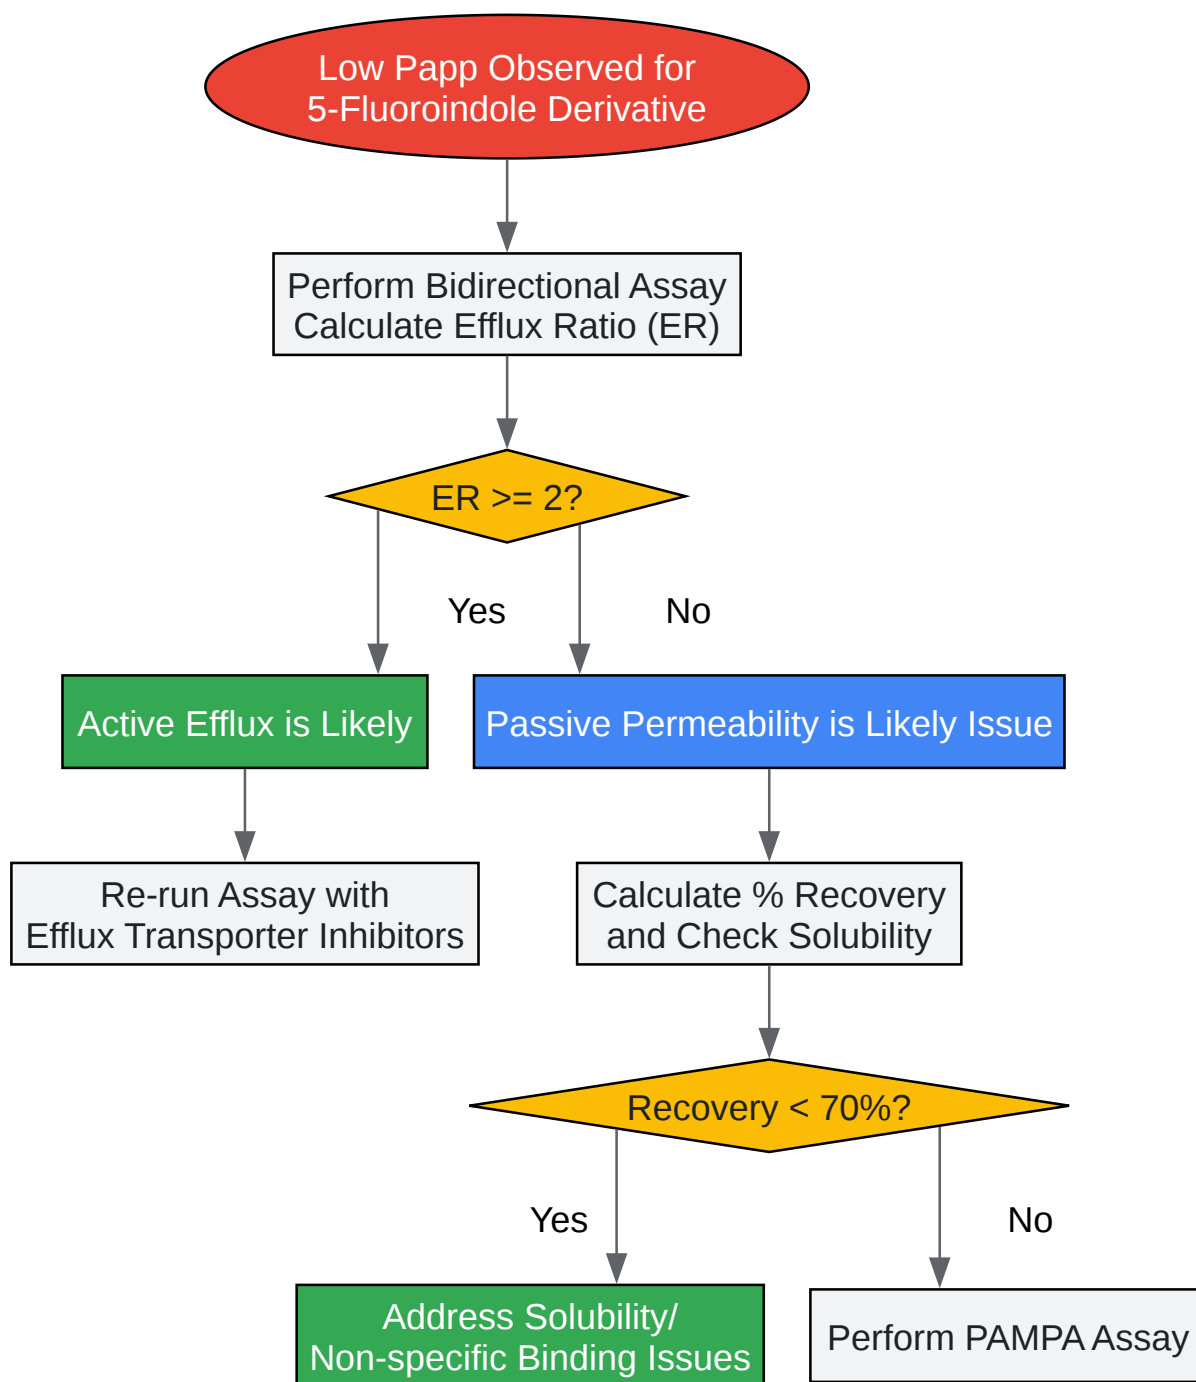 Low Papp Observed for
5-Fluoroindole Derivative
Perform Bidirectional Assay
Calculate Efflux Ratio (ER)
ER >= 2?
Yes
No
Active Efflux is Likely
Passive Permeability is Likely Issue
Re-run Assay with
Efflux Transporter Inhibitors
Calculate % Recovery
and Check Solubility
Recovery < 70%?
Yes
No
Address Solubility/
Non-specific Binding Issues
Perform PAMPA Assay